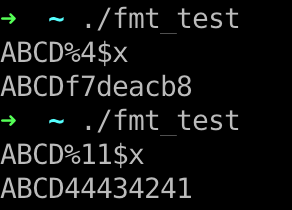 ➜  ~ ./fmt_test
ABCD%4$x
ABCDf7deacb8
➜  ~ ./fmt_test
ABCD%11$x
ABCD44434241